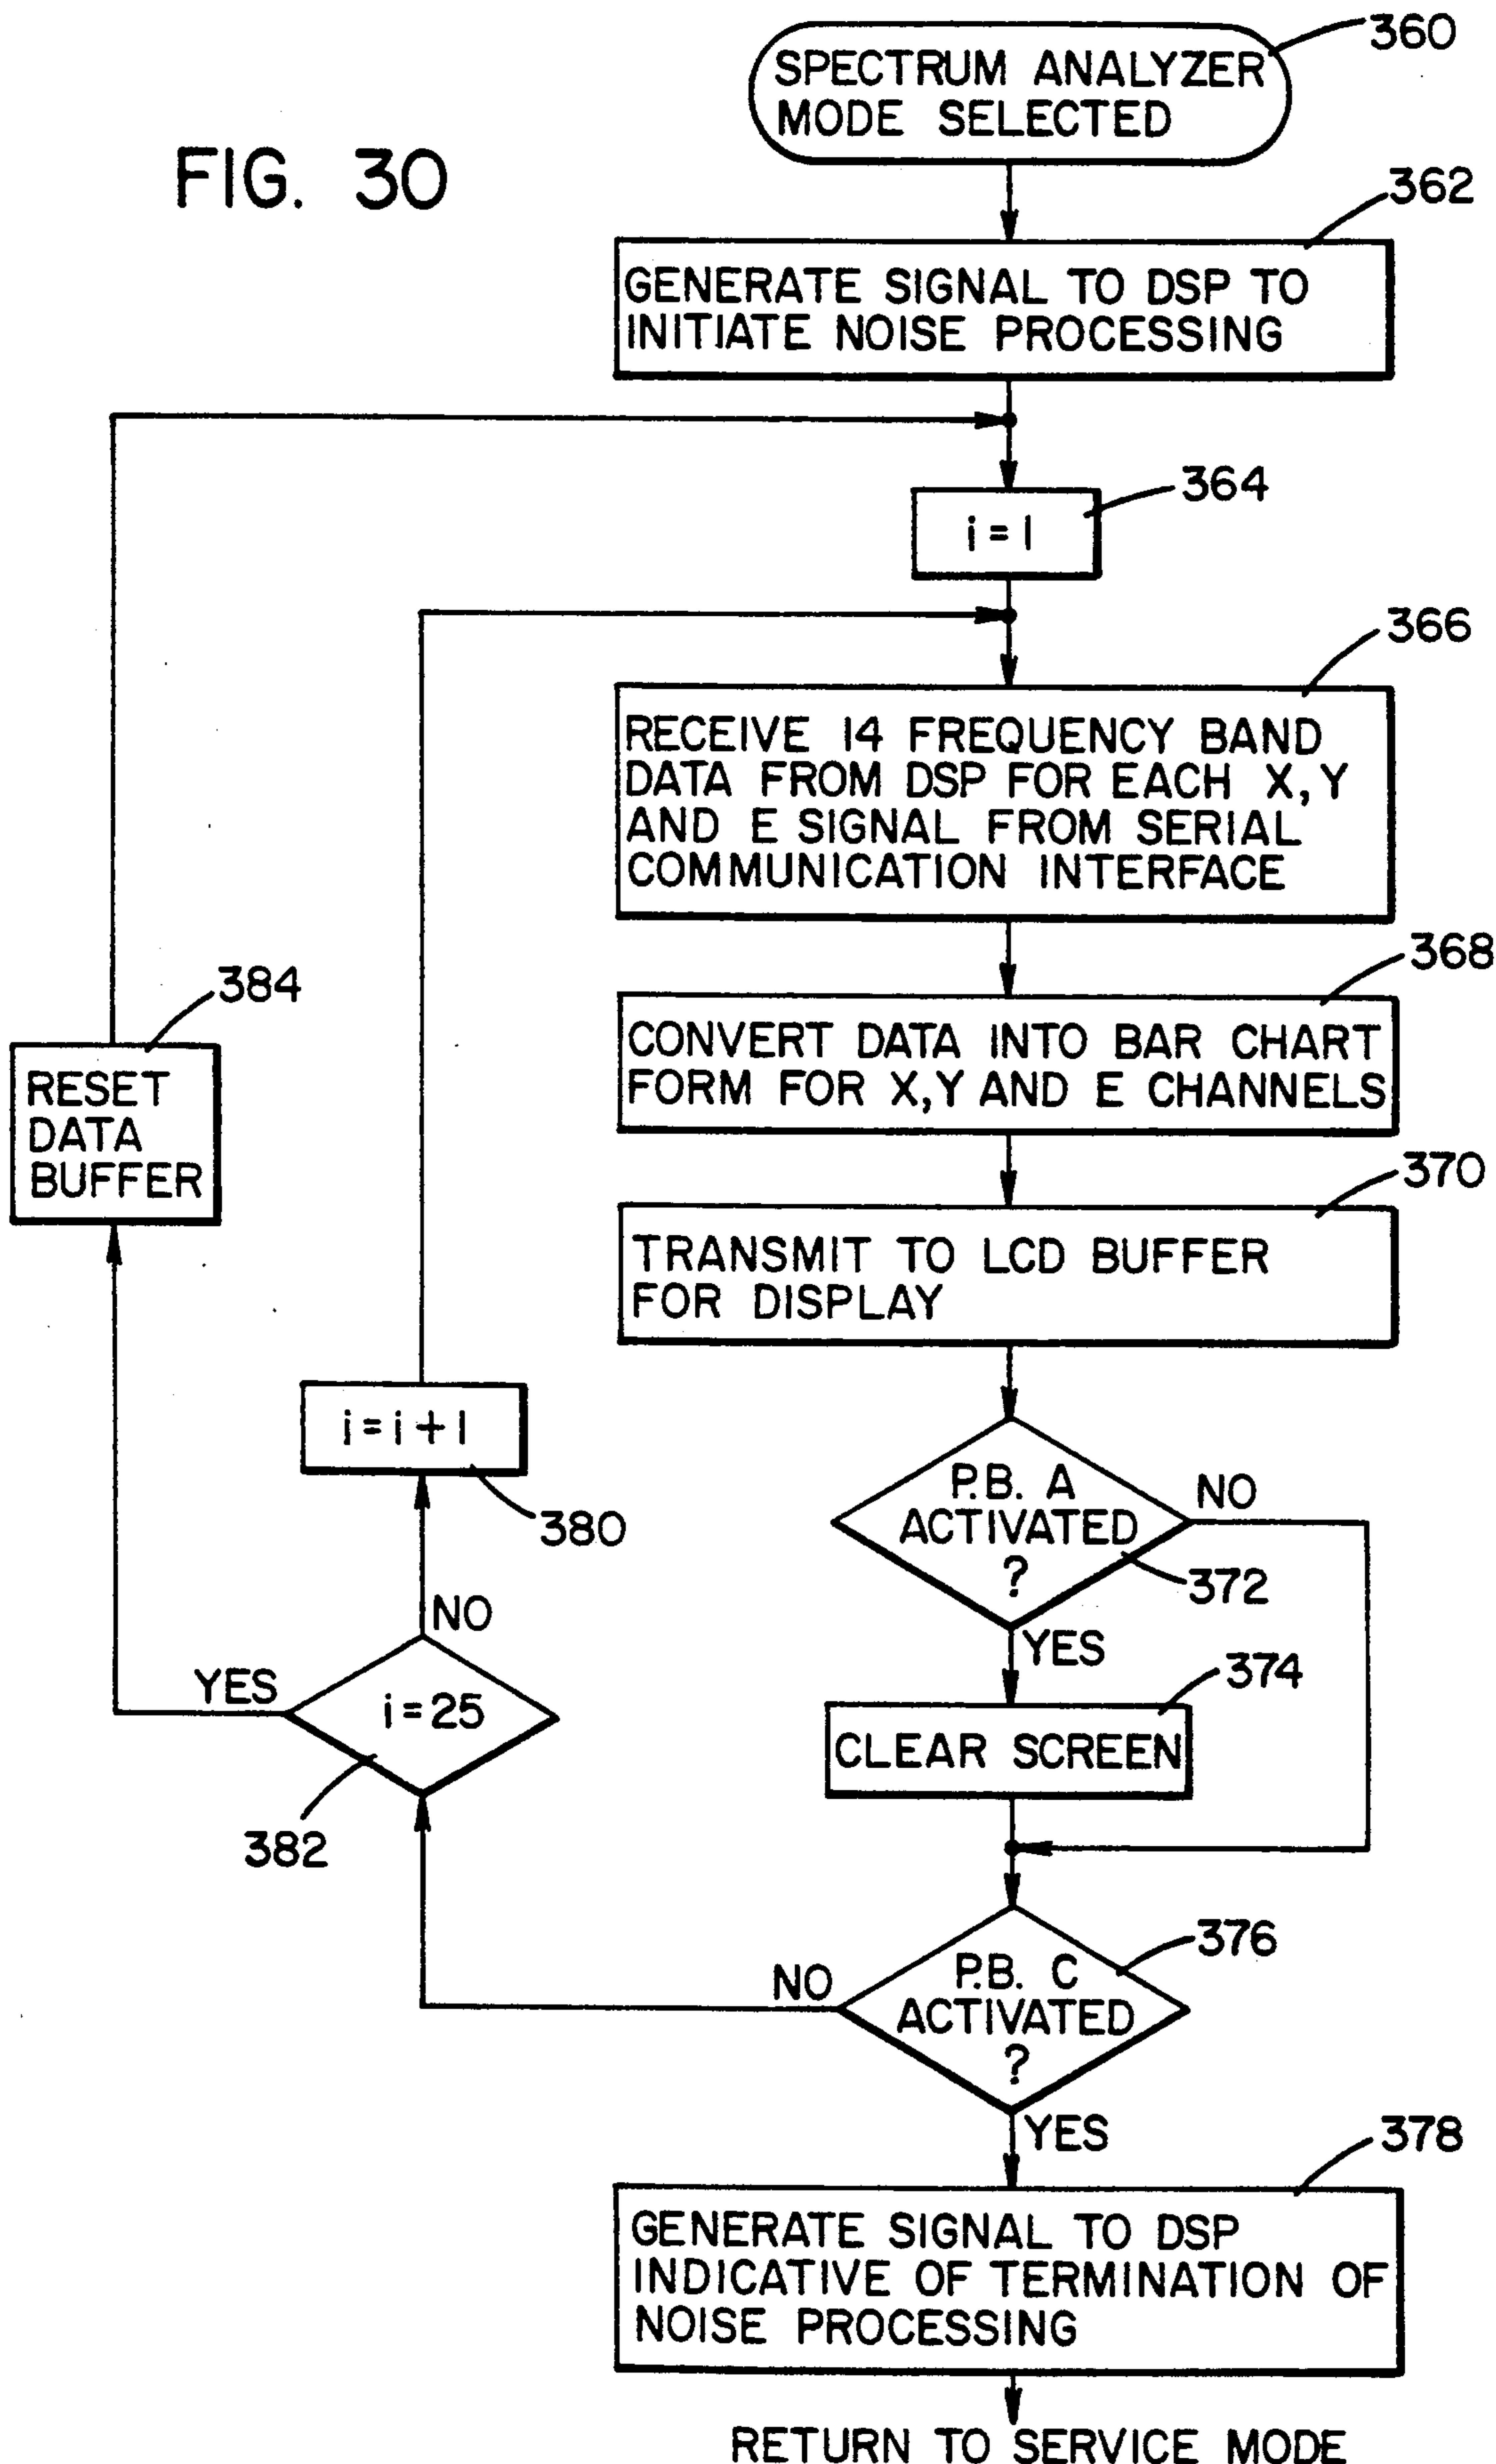 FIG. 30
360
SPECTRUM ANALYZER
MODE SELECTED
362
GENERATE SIGNAL TO DSP TO
INITIATE NOISE PROCESSING
364
i = 1
366
RECEIVE 14 FREQUENCY BAND
DATA FROM DSP FOR EACH X, Y
AND E SIGNAL FROM SERIAL
COMMUNICATION INTERFACE
368
CONVERT DATA INTO BAR CHART
FORM FOR X, Y AND E CHANNELS
384
RESET
DATA
BUFFER
370
TRANSMIT TO LCD BUFFER
FOR DISPLAY
i = i + 1
380
P.B. A
ACTIVATED
?
NO
372
YES
374
CLEAR SCREEN
NO
YES
i = 25
382
376
P.B. C
ACTIVATED
?
NO
YES
378
GENERATE SIGNAL TO DSP
INDICATIVE OF TERMINATION OF
NOISE PROCESSING
RETURN TO SERVICE MODE